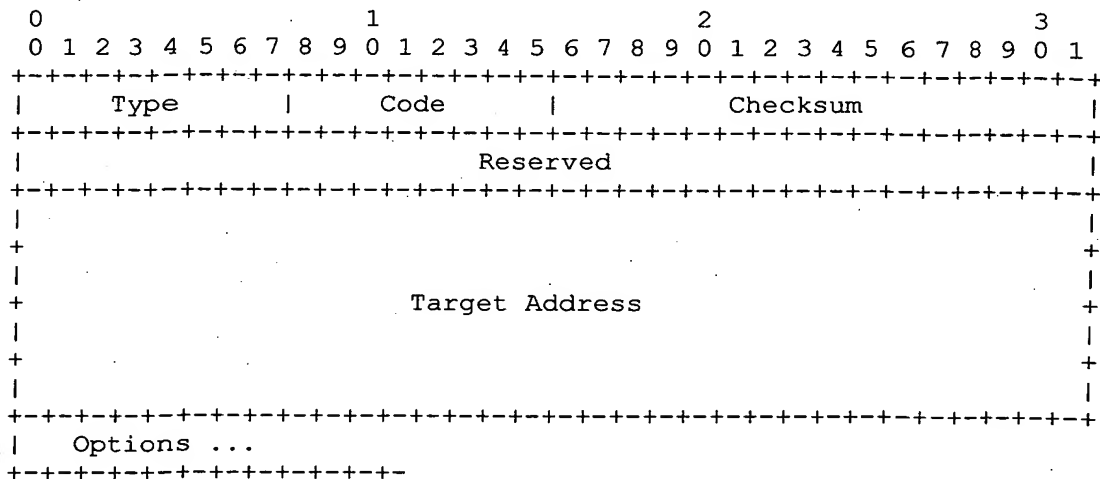 0                   1                   2                   3
 0 1 2 3 4 5 6 7 8 9 0 1 2 3 4 5 6 7 8 9 0 1 2 3 4 5 6 7 8 9 0 1
+-+-+-+-+-+-+-+-+-+-+-+-+-+-+-+-+-+-+-+-+-+-+-+-+-+-+-+-+-+-+-+-+
|     Type      |     Code      |          Checksum             |
+-+-+-+-+-+-+-+-+-+-+-+-+-+-+-+-+-+-+-+-+-+-+-+-+-+-+-+-+-+-+-+-+
|                           Reserved                            |
+-+-+-+-+-+-+-+-+-+-+-+-+-+-+-+-+-+-+-+-+-+-+-+-+-+-+-+-+-+-+-+-+
|                                                               |
+                                                               +
|                                                               |
+                       Target Address                          +
|                                                               |
+                                                               +
|                                                               |
+-+-+-+-+-+-+-+-+-+-+-+-+-+-+-+-+-+-+-+-+-+-+-+-+-+-+-+-+-+-+-+-+
|   Options ...
+-+-+-+-+-+-+-+-+-+-+-+-